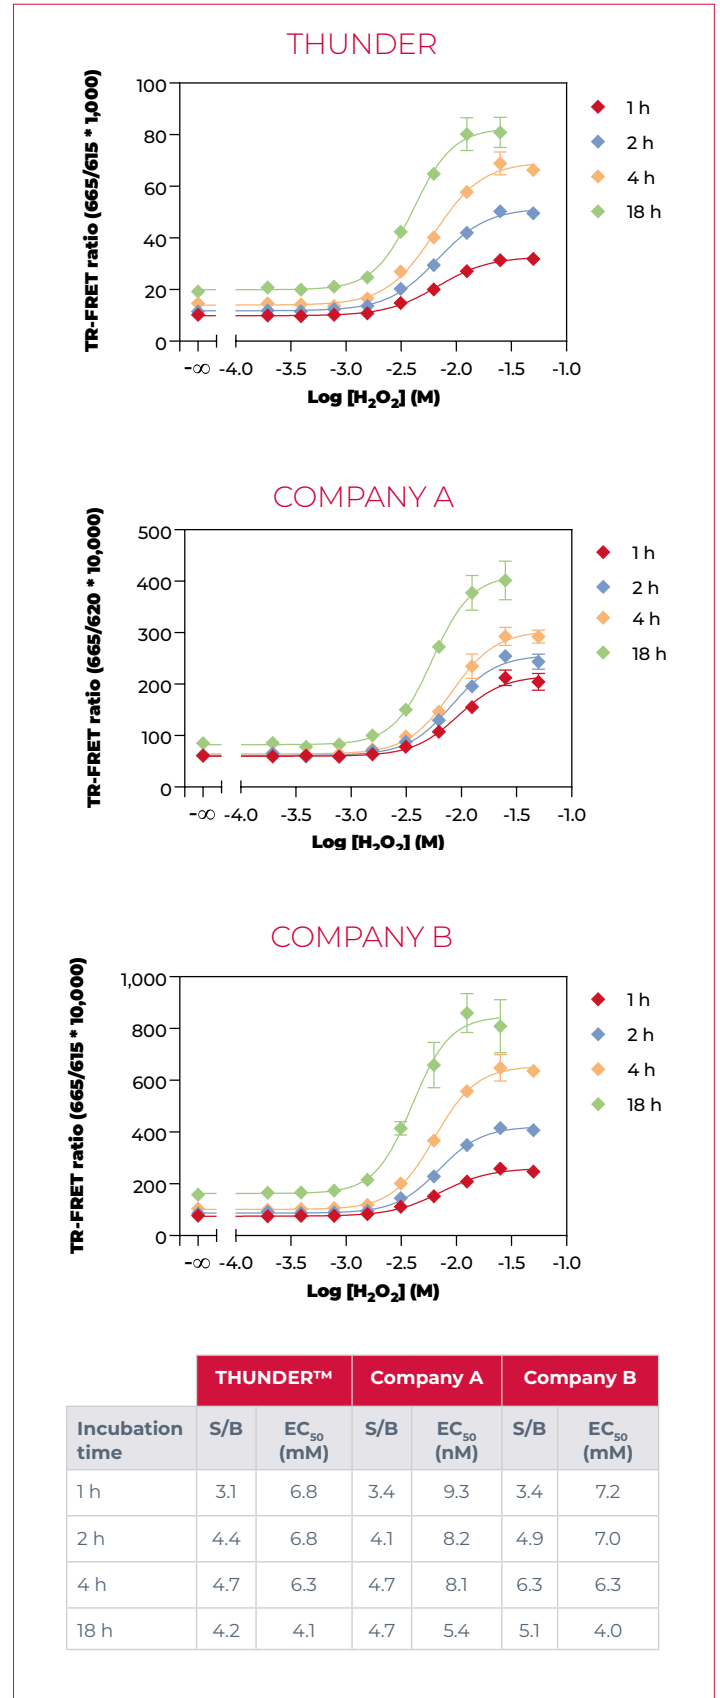 THUNDER
TR-FRET ratio (665/615 * 1,000)
100
80
60
40
20
0
-∞ -4.0 -3.5 -3.0 -2.5 -2.0 -1.5 -1.0
Log [H₂O₂] (M)
1 h
2 h
4 h
18 h
COMPANY A
TR-FRET ratio (665/620 * 10,000)
500
400
300
200
100
0
-∞ -4.0 -3.5 -3.0 -2.5 -2.0 -1.5 -1.0
Log [H₂O₂] (M)
1 h
2 h
4 h
18 h
COMPANY B
TR-FRET ratio (665/615 * 10,000)
1,000
800
600
400
200
0
-∞ -4.0 -3.5 -3.0 -2.5 -2.0 -1.5 -1.0
Log [H₂O₂] (M)
1 h
2 h
4 h
18 h
THUNDER™ Company A Company B
Incubation time S/B EC₅₀ (mM) S/B EC₅₀ (nM) S/B EC₅₀ (mM)
1 h 3.1 6.8 3.4 9.3 3.4 7.2
2 h 4.4 6.8 4.1 8.2 4.9 7.0
4 h 4.7 6.3 4.7 8.1 6.3 6.3
18 h 4.2 4.1 4.7 5.4 5.1 4.0